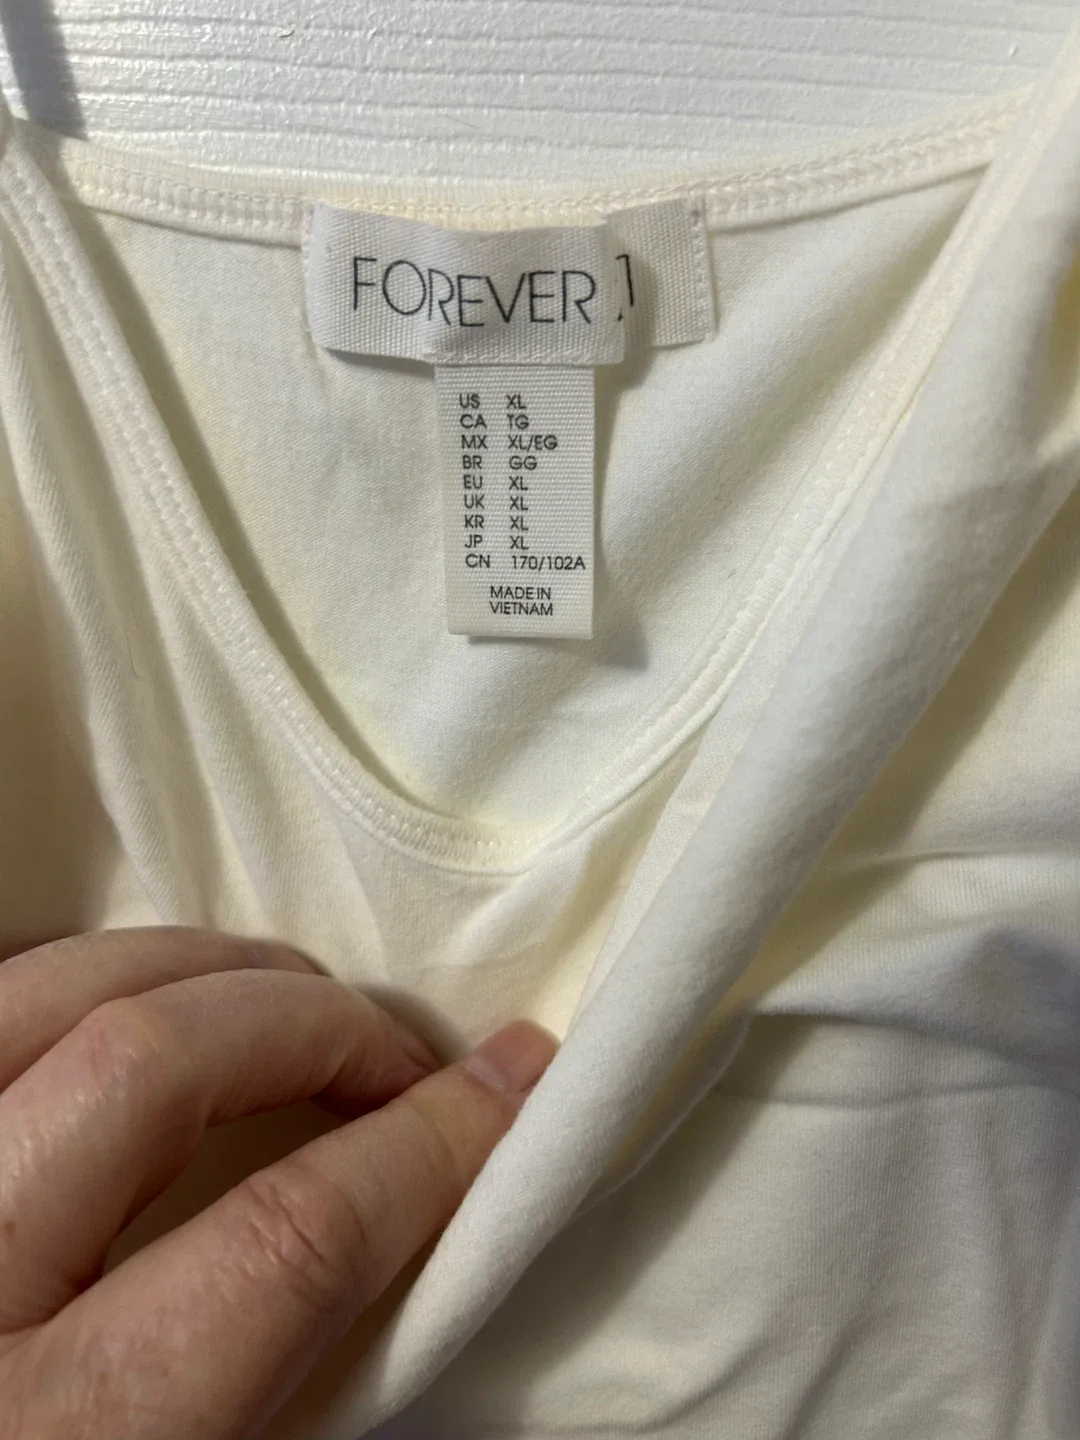 FOREVER 21
US XL
CA TG
MX XL/EG
BR GG
EU XL
UK XL
KR XL
JP XL
CN 170/102A
MADE IN
VIETNAM